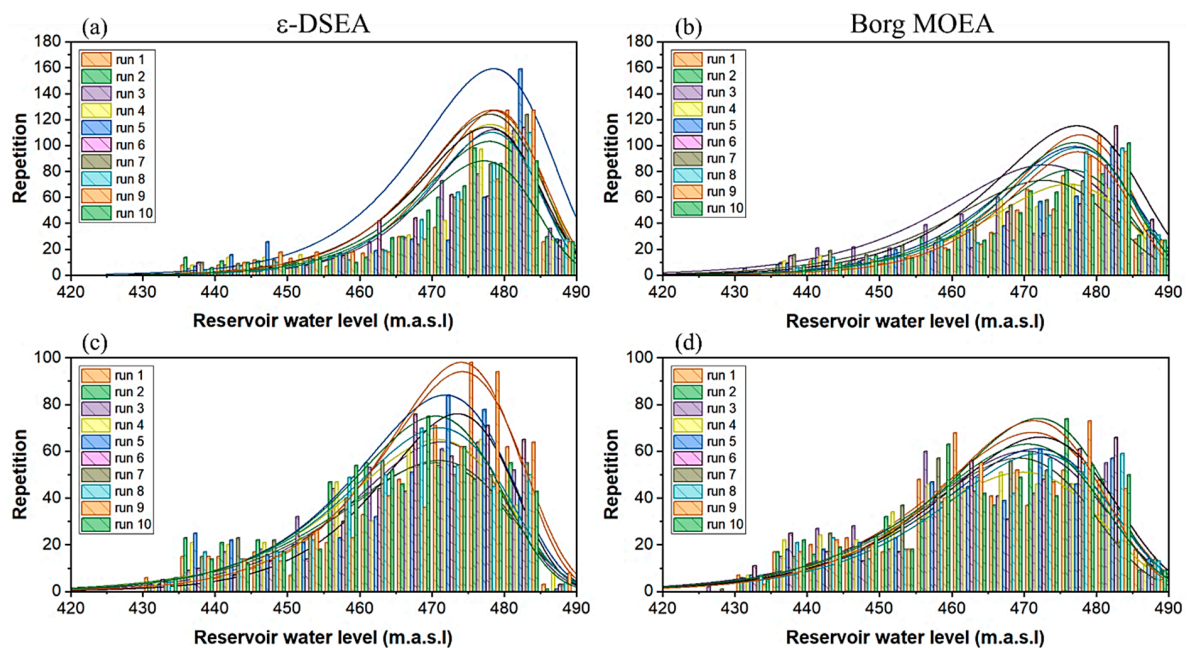 ε-DSEA
Borg MOEA
(a)
180
160
140
120
100
80
60
40
20
0
Repetition
run 1
run 2
run 3
run 4
run 5
run 6
run 7
run 8
run 9
run 10
420 430 440 450 460 470 480 490
Reservoir water level (m.a.s.l)
(b)
180
160
140
120
100
80
60
40
20
0
Repetition
run 1
run 2
run 3
run 4
run 5
run 6
run 7
run 8
run 9
run 10
420 430 440 450 460 470 480 490
Reservoir water level (m.a.s.l)
(c)
100
80
60
40
20
0
Repetition
run 1
run 2
run 3
run 4
run 5
run 6
run 7
run 8
run 9
run 10
420 430 440 450 460 470 480 490
Reservoir water level (m.a.s.l)
(d)
100
80
60
40
20
0
Repetition
run 1
run 2
run 3
run 4
run 5
run 6
run 7
run 8
run 9
run 10
420 430 440 450 460 470 480 490
Reservoir water level (m.a.s.l)